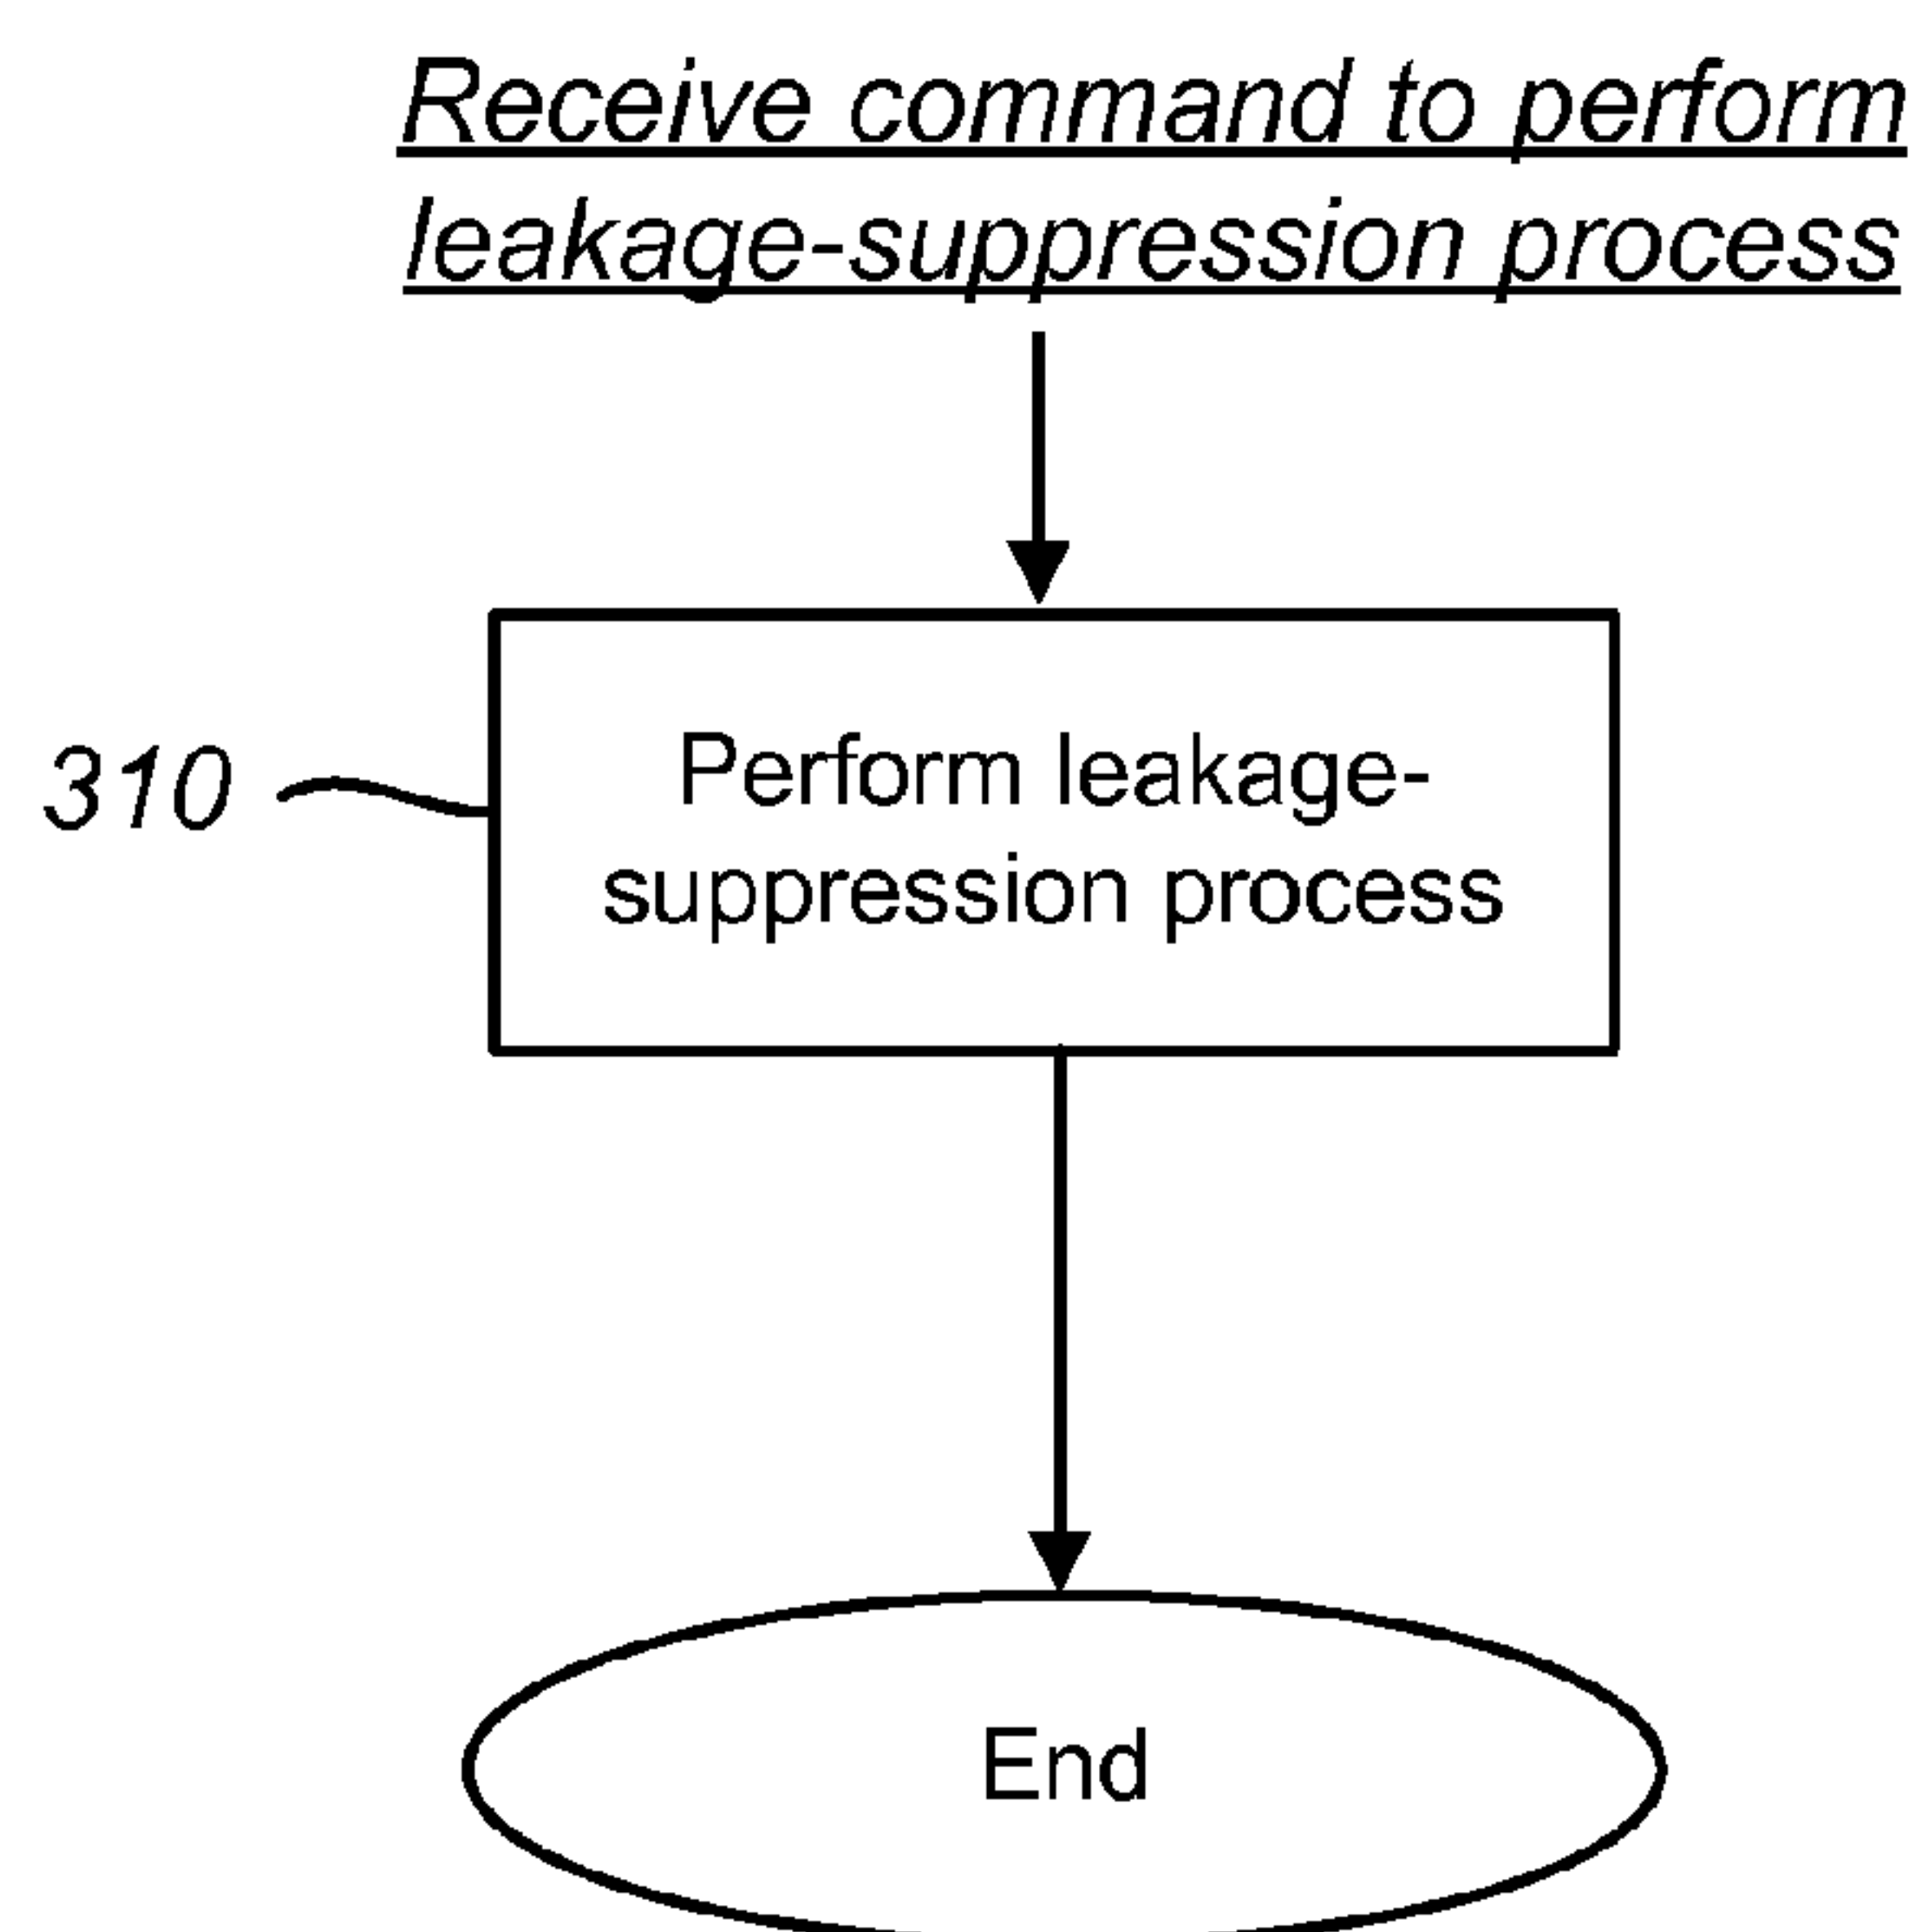 Receive command to perform
leakage-suppression process
310
Perform leakage-
suppression process
End